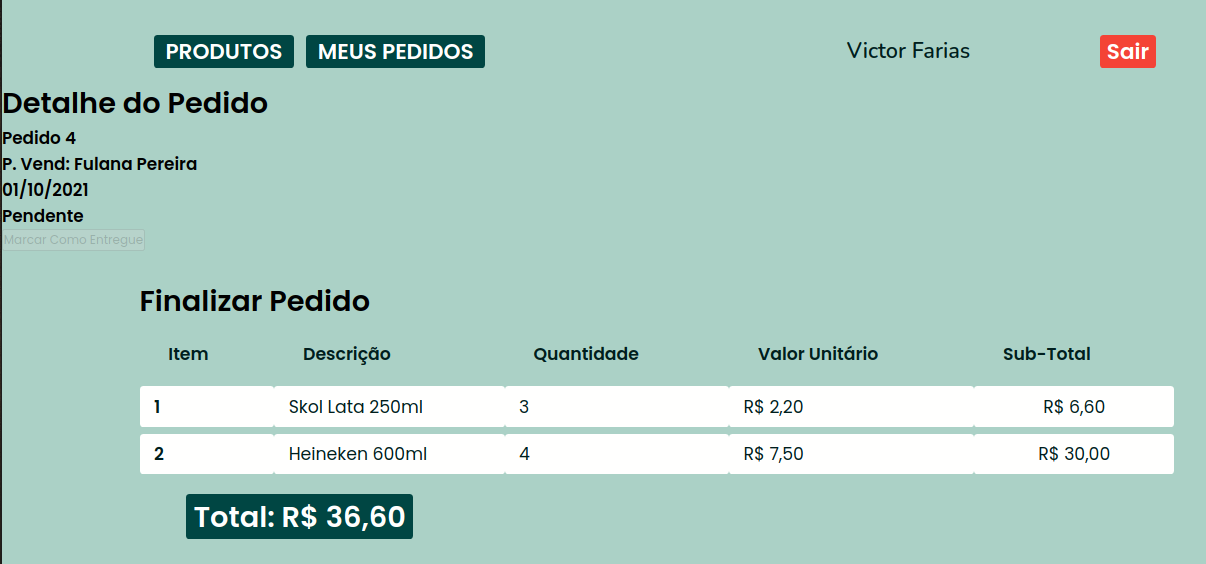 PRODUTOS MEUS PEDIDOS Victor Farias Sair
Detalhe do Pedido
Pedido 4
P. Vend: Fulana Pereira
01/10/2021
Pendente
Marcar Como Entregue
Finalizar Pedido
Item Descrição Quantidade Valor Unitário Sub-Total
1 Skol Lata 250ml 3 R$ 2,20 R$ 6,60
2 Heineken 600ml 4 R$ 7,50 R$ 30,00
Total: R$ 36,60